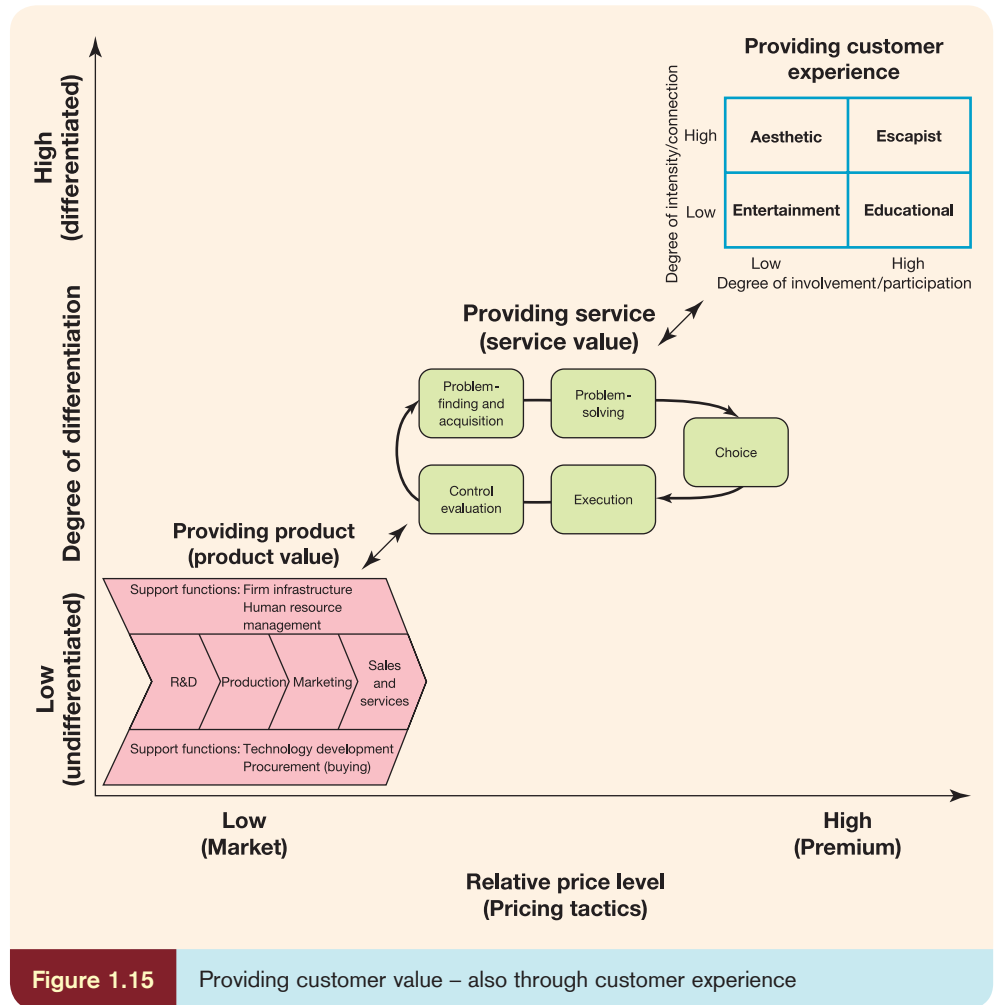 Providing customer
experience
High
(differentiated)
Degree of differentiation
Low
(undifferentiated)
Degree of intensity/connection
High
Low
Aesthetic
Escapist
Entertainment
Educational
Low
High
Degree of involvement/participation
Providing service
(service value)
Problem-
finding and
acquisition
Problem-
solving
Choice
Control
evaluation
Execution
Providing product
(product value)
Support functions: Firm infrastructure
Human resource
management
R&D
Production
Marketing
Sales
and
services
Support functions: Technology development
Procurement (buying)
Low
(Market)
High
(Premium)
Relative price level
(Pricing tactics)
Figure 1.15
Providing customer value – also through customer experience